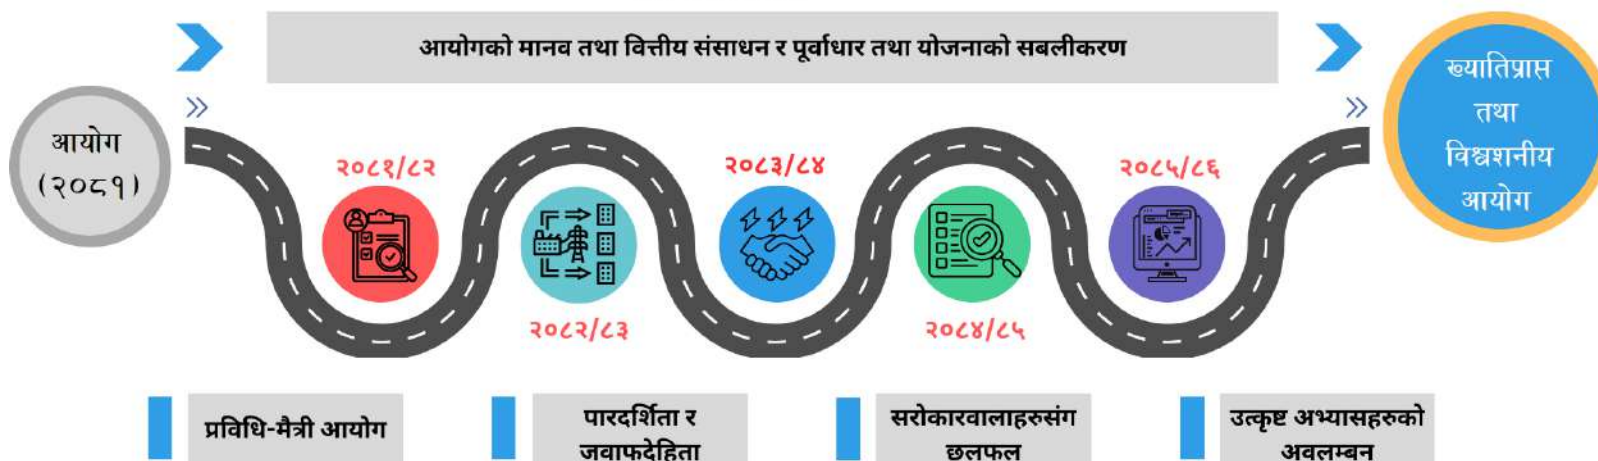 आयोगको मानव तथा वित्तीय संसाधन र पूर्वाधार तथा योजनाको सबलीकरण
आयोग
(२०८१)
ख्यातिप्राप्त
तथा
विश्वशनीय
आयोग
२०८१/८२
२०८२/८३
२०८३/८४
२०८४/८५
२०८५/८६
प्रविधि-मैत्री आयोग
पारदर्शिता र
जवाफदेहिता
सरोकारवालाहरुसंग
छलफल
उत्कृष्ट अभ्यासहरुको
अवलम्बन